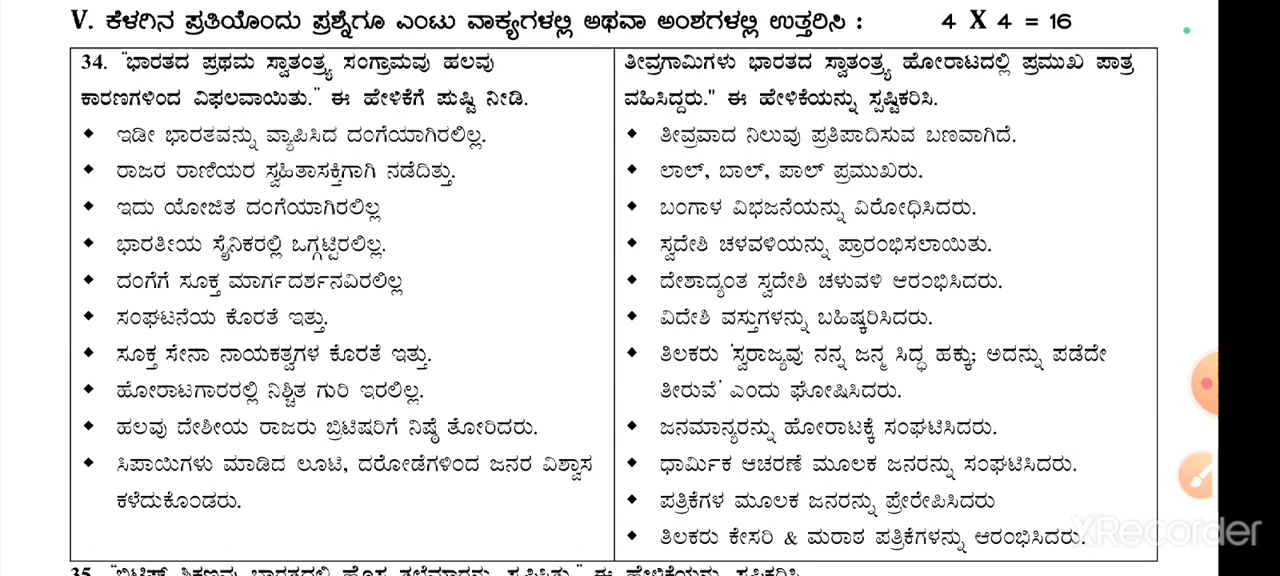 V. ಕೆಳಗಿನ ಪ್ರತಿಯೊಂದು ಪ್ರಶ್ನೆಗೂ ಎಂಟು ವಾಕ್ಯಗಳಲ್ಲಿ ಅಥವಾ ಅಂಶಗಳಲ್ಲಿ ಉತ್ತರಿಸಿ : 4 X 4 = 16
34. "ಭಾರತದ ಪ್ರಥಮ ಸ್ವಾತಂತ್ರ್ಯ ಸಂಗ್ರಾಮವು ಹಲವು
ಕಾರಣಗಳಿಂದ ವಿಫಲವಾಯಿತು." ಈ ಹೇಳಿಕೆಗೆ ಪುಷ್ಟಿ ನೀಡಿ.
◆ ಇಡೀ ಭಾರತವನ್ನು ವ್ಯಾಪಿಸಿದ ದಂಗೆಯಾಗಿರಲಿಲ್ಲ.
◆ ರಾಜರ ರಾಣಿಯರ ಸ್ವಹಿತಾಸಕ್ತಿಗಾಗಿ ನಡೆದಿತ್ತು.
◆ ಇದು ಯೋಜಿತ ದಂಗೆಯಾಗಿರಲಿಲ್ಲ
◆ ಭಾರತೀಯ ಸೈನಿಕರಲ್ಲಿ ಒಗ್ಗಟ್ಟಿರಲಿಲ್ಲ.
◆ ದಂಗೆಗೆ ಸೂಕ್ತ ಮಾರ್ಗದರ್ಶನವಿರಲಿಲ್ಲ
◆ ಸಂಘಟನೆಯ ಕೊರತೆ ಇತ್ತು.
◆ ಸೂಕ್ತ ಸೇನಾ ನಾಯಕತ್ವಗಳ ಕೊರತೆ ಇತ್ತು.
◆ ಹೋರಾಟಗಾರರಲ್ಲಿ ನಿಶ್ಚಿತ ಗುರಿ ಇರಲಿಲ್ಲ.
◆ ಹಲವು ದೇಶೀಯ ರಾಜರು ಬ್ರಿಟಿಷರಿಗೆ ನಿಷ್ಠೆ ತೋರಿದರು.
◆ ಸಿಪಾಯಿಗಳು ಮಾಡಿದ ಲೂಟಿ, ದರೋಡೆಗಳಿಂದ ಜನರ ವಿಶ್ವಾಸ
ಕಳೆದುಕೊಂಡರು.
ತೀವ್ರಗಾಮಿಗಳು ಭಾರತದ ಸ್ವಾತಂತ್ರ್ಯ ಹೋರಾಟದಲ್ಲಿ ಪ್ರಮುಖ ಪಾತ್ರ
ವಹಿಸಿದ್ದರು." ಈ ಹೇಳಿಕೆಯನ್ನು ಸ್ಪಷ್ಟಿಕರಿಸಿ.
◆ ತೀವ್ರವಾದ ನಿಲುವು ಪ್ರತಿಪಾದಿಸುವ ಬಣವಾಗಿದೆ.
◆ ಲಾಲ್, ಬಾಲ್, ಪಾಲ್ ಪ್ರಮುಖರು.
◆ ಬಂಗಾಳ ವಿಭಜನೆಯನ್ನು ವಿರೋಧಿಸಿದರು.
◆ ಸ್ವದೇಶಿ ಚಳವಳಿಯನ್ನು ಪ್ರಾರಂಭಿಸಲಾಯಿತು.
◆ ದೇಶಾದ್ಯಂತ ಸ್ವದೇಶಿ ಚಳುವಳಿ ಆರಂಭಿಸಿದರು.
◆ ವಿದೇಶಿ ವಸ್ತುಗಳನ್ನು ಬಹಿಷ್ಕರಿಸಿದರು.
◆ ತಿಲಕರು 'ಸ್ವರಾಜ್ಯವು ನನ್ನ ಜನ್ಮ ಸಿದ್ಧ ಹಕ್ಕು; ಅದನ್ನು ಪಡೆದೇ
ತೀರುವೆ' ಎಂದು ಘೋಷಿಸಿದರು.
◆ ಜನಮಾನ್ಯರನ್ನು ಹೋರಾಟಕ್ಕೆ ಸಂಘಟಿಸಿದರು.
◆ ಧಾರ್ಮಿಕ ಆಚರಣೆ ಮೂಲಕ ಜನರನ್ನು ಸಂಘಟಿಸಿದರು.
◆ ಪತ್ರಿಕೆಗಳ ಮೂಲಕ ಜನರನ್ನು ಪ್ರೇರೇಪಿಸಿದರು
◆ ತಿಲಕರು ಕೇಸರಿ & ಮರಾಠ ಪತ್ರಿಕೆಗಳನ್ನು ಆರಂಭಿಸಿದರು.
XRecorder
35. "ಬ್ರಿಟಿಷ್ ಶಿಕ್ಷಣವು ಭಾರತದಲ್ಲಿ ಹೊಸ ತಲೆಮಾರನ್ನು ಸೃಷ್ಟಿಸಿತು." ಈ ಹೇಳಿಕೆಯನ್ನು